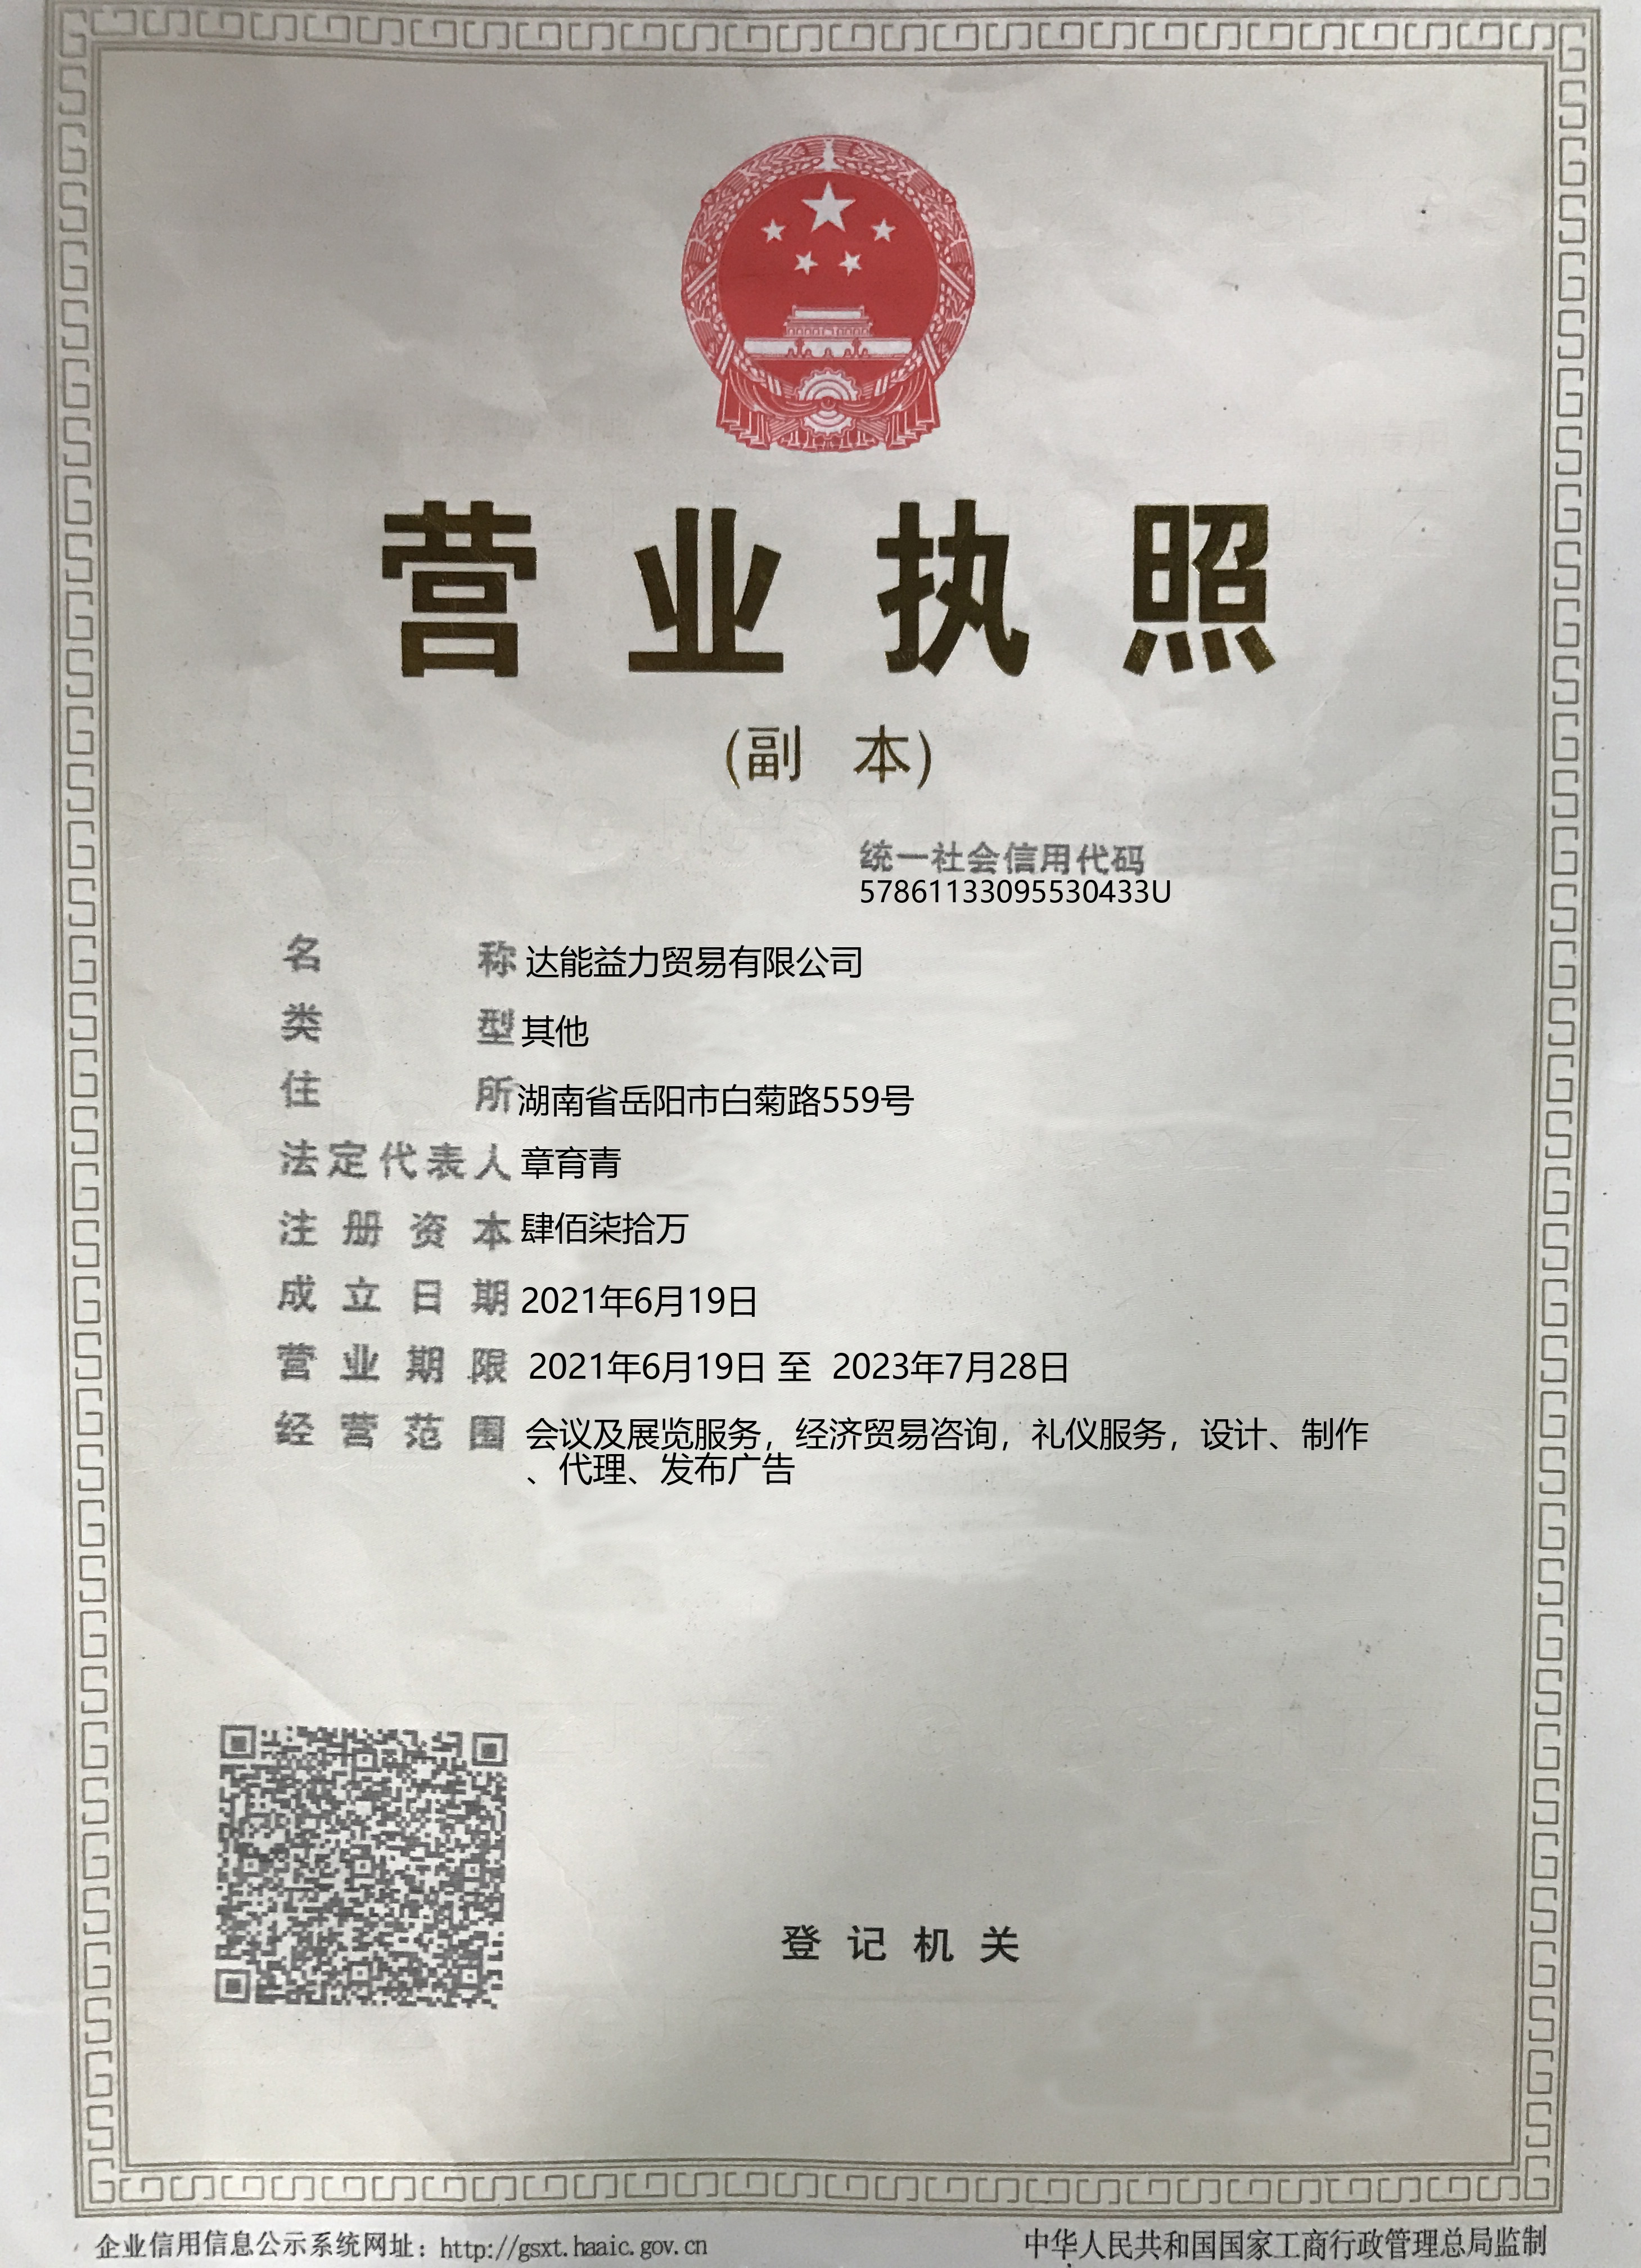 营业执照
(副 本)
统一社会信用代码
57861133095530433U
名 称 达能益力贸易有限公司
类 型 其他
住 所 湖南省岳阳市白菊路559号
法定代表人 章育青
注册资本 肆佰柒拾万
成立日期 2021年6月19日
营业期限 2021年6月19日 至 2023年7月28日
经营范围 会议及展览服务，经济贸易咨询，礼仪服务，设计、制作
、代理、发布广告
登记机关
企业信用信息公示系统网址：http://gsxt.haaic.gov.cn
中华人民共和国国家工商行政管理总局监制